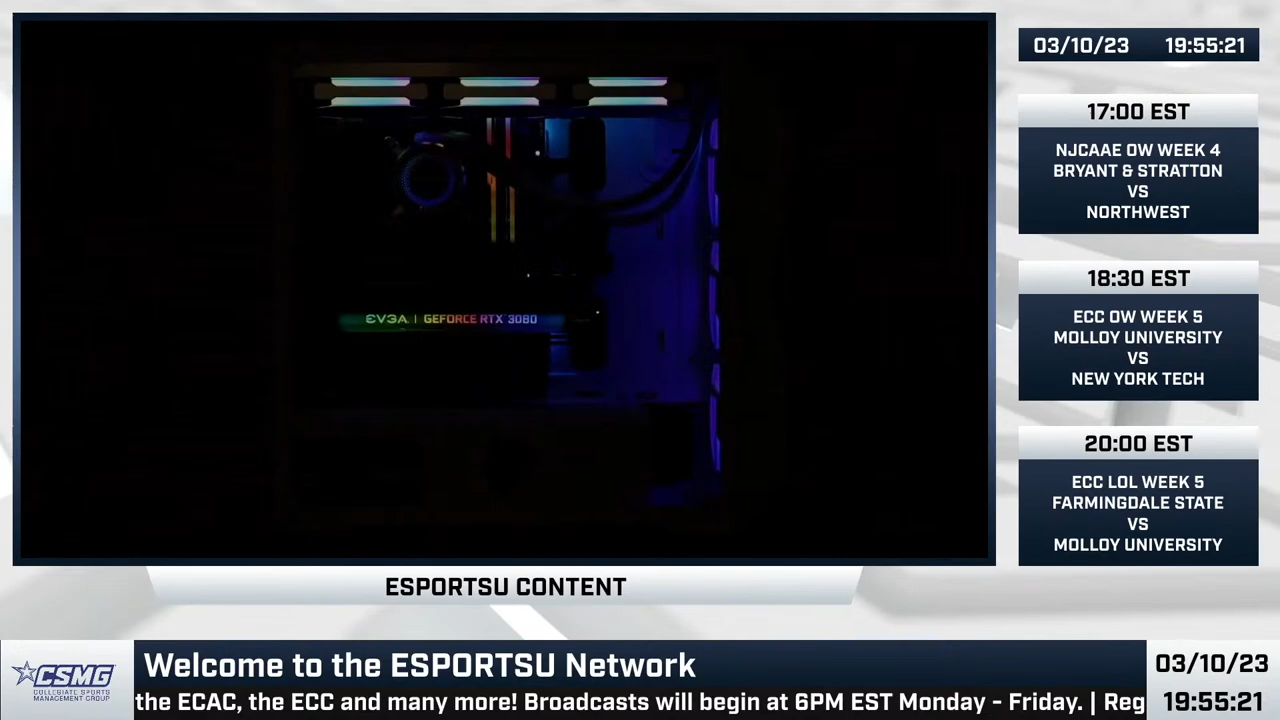 03/10/23 19:55:21
17:00 EST
NJCAAE OW WEEK 4
BRYANT & STRATTON
VS
NORTHWEST
18:30 EST
ECC OW WEEK 5
MOLLOY UNIVERSITY
VS
NEW YORK TECH
20:00 EST
ECC LOL WEEK 5
FARMINGDALE STATE
VS
MOLLOY UNIVERSITY
EVGA | GEFORCE RTX 3080
ESPORTSU CONTENT
CSMG
COLLEGIATE SPORTS
MANAGEMENT GROUP
Welcome to the ESPORTSU Network
the ECAC, the ECC and many more! Broadcasts will begin at 6PM EST Monday - Friday. | Reg
03/10/23
19:55:21